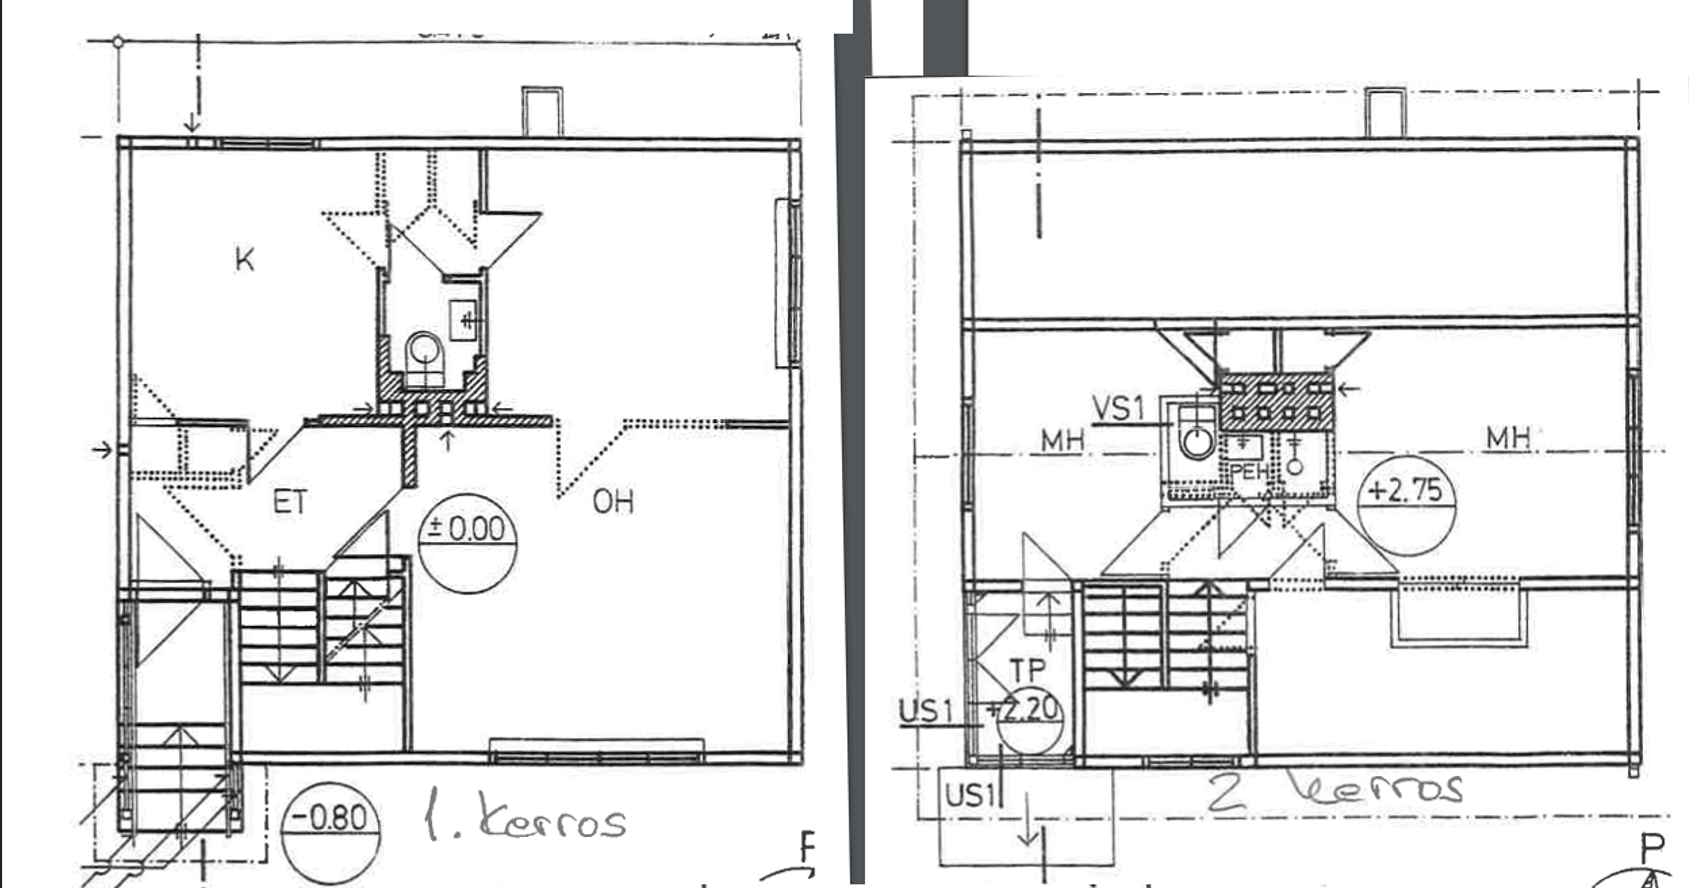 K
ET
OH
± 0.00
-0.80
1. kerros
VS1
MH
MH
PEH
+2.75
TP
+2.20
US1
US1
2 kerros
P